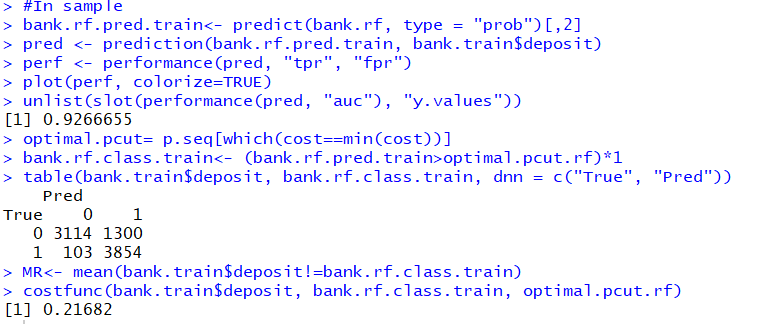 > #In sample
> bank.rf.pred.train<- predict(bank.rf, type = "prob")[,2]
> pred <- prediction(bank.rf.pred.train, bank.train$deposit)
> perf <- performance(pred, "tpr", "fpr")
> plot(perf, colorize=TRUE)
> unlist(slot(performance(pred, "auc"), "y.values"))
[1] 0.9266655
> optimal.pcut= p.seq[which(cost==min(cost))]
> bank.rf.class.train<- (bank.rf.pred.train>optimal.pcut.rf)*1
> table(bank.train$deposit, bank.rf.class.train, dnn = c("True", "Pred"))
    Pred
True    0    1
   0 3114 1300
   1  103 3854
> MR<- mean(bank.train$deposit!=bank.rf.class.train)
> costfunc(bank.train$deposit, bank.rf.class.train, optimal.pcut.rf)
[1] 0.21682